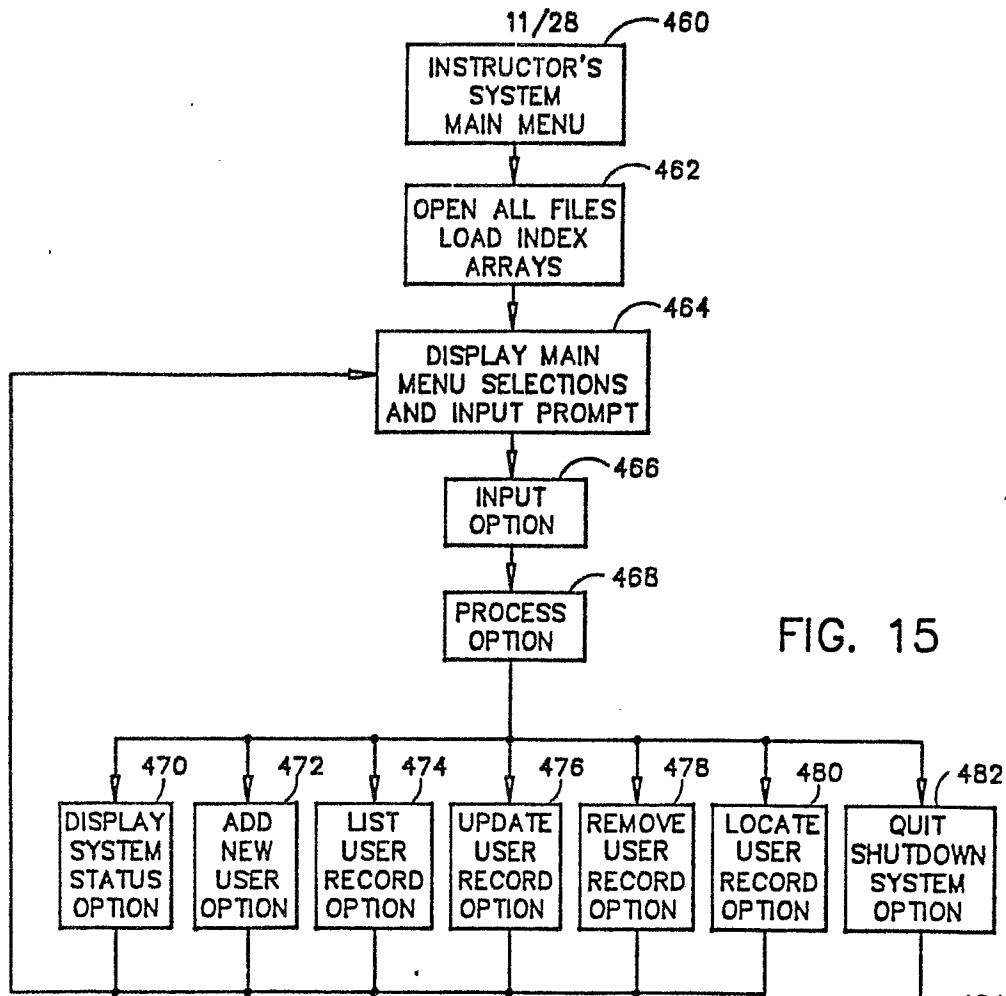 11/28
460
INSTRUCTOR'S
SYSTEM
MAIN MENU
462
OPEN ALL FILES
LOAD INDEX
ARRAYS
464
DISPLAY MAIN
MENU SELECTIONS
AND INPUT PROMPT
466
INPUT
OPTION
468
PROCESS
OPTION
FIG. 15
470
DISPLAY
SYSTEM
STATUS
OPTION
472
ADD
NEW
USER
OPTION
474
LIST
USER
RECORD
OPTION
476
UPDATE
USER
RECORD
OPTION
478
REMOVE
USER
RECORD
OPTION
480
LOCATE
USER
RECORD
OPTION
482
QUIT
SHUTDOWN
SYSTEM
OPTION